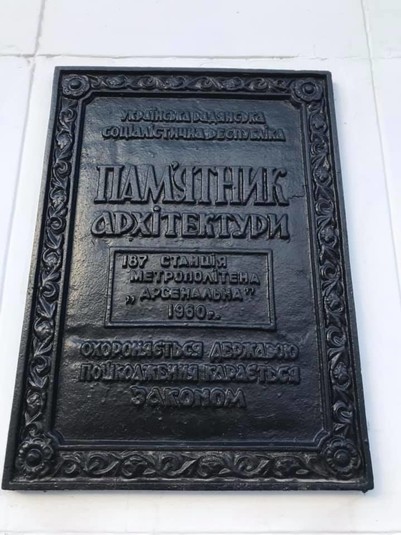 УКРАЇНСЬКА РАДЯНСЬКА
СОЦІАЛІСТИЧНА РЕСПУБЛІКА
ПАМ'ЯТНИК
АРХІТЕКТУРИ
187 СТАНЦІЯ
МЕТРОПОЛІТЕНА
„АРСЕНАЛЬНА"
1960 р.
ОХОРОНЯЄТЬСЯ ДЕРЖАВОЮ
ПОШКОДЖЕННЯ КАРАЄТЬСЯ
ЗАКОНОМ